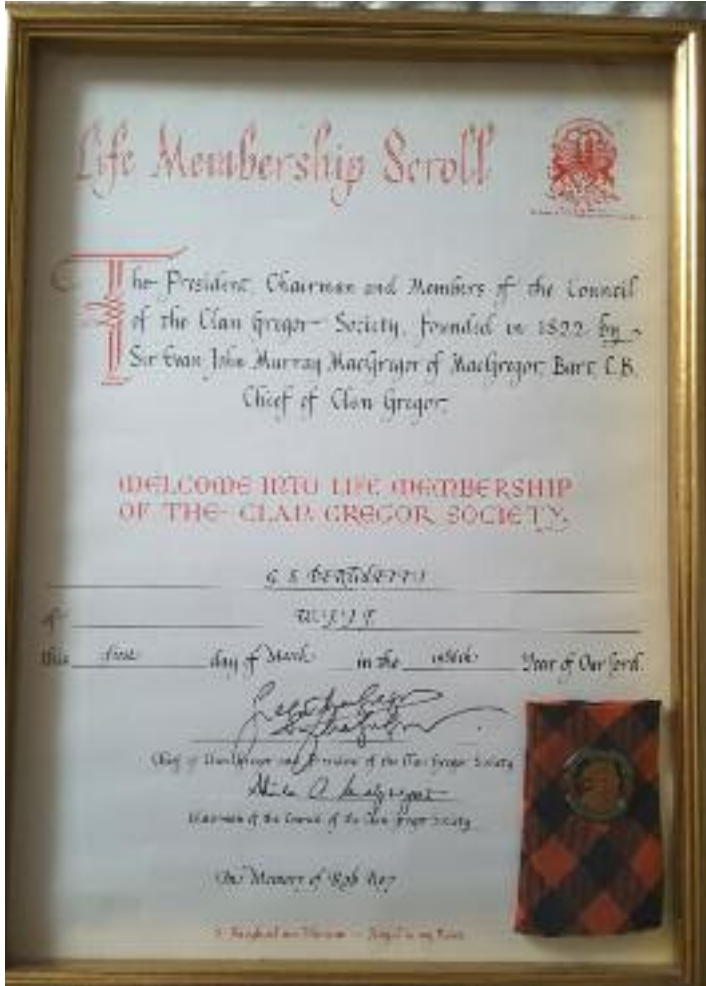 Life Membership Scroll
The President, Chairman and Members of the Council
of the Clan Gregor Society, founded in 1822 by
Sir Evan John Murray MacGregor of MacGregor, Bart, C.B.
Chief of Clan Gregor,
WELCOME INTO LIFE MEMBERSHIP
OF THE CLAN GREGOR SOCIETY,
of
this first day of March in the Year of Our Lord.
Chief of Clan Gregor and President of the Clan Gregor Society
Chairman of the Council of the Clan Gregor Society
In Memory of Rob Roy